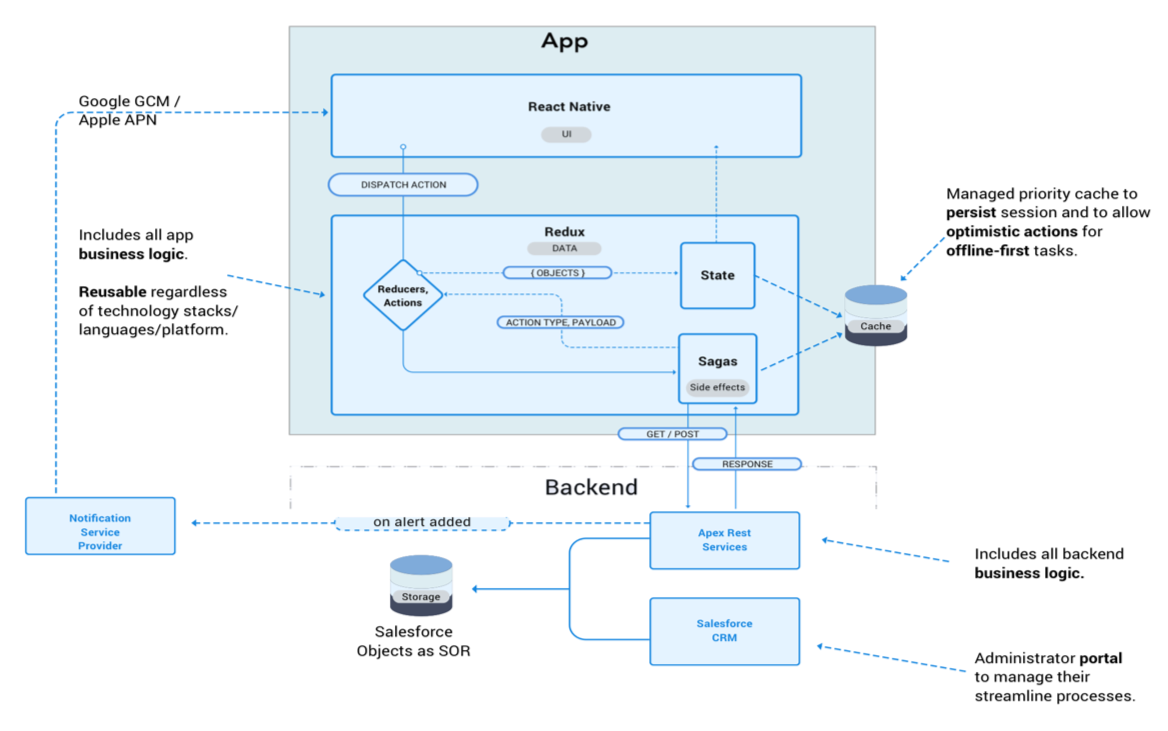 App
Google GCM /
Apple APN
React Native
UI
DISPATCH ACTION
Managed priority cache to
persist session and to allow
optimistic actions for
offline-first tasks.
Includes all app
business logic.
Reusable regardless
of technology stacks/
languages/platform.
Redux
DATA
Reducers,
Actions
{ OBJECTS }
State
ACTION TYPE, PAYLOAD
Cache
Sagas
Side effects
GET / POST
RESPONSE
Backend
Notification
Service
Provider
on alert added
Apex Rest
Services
Includes all backend
business logic.
Storage
Salesforce
Objects as SOR
Salesforce
CRM
Administrator portal
to manage their
streamline processes.